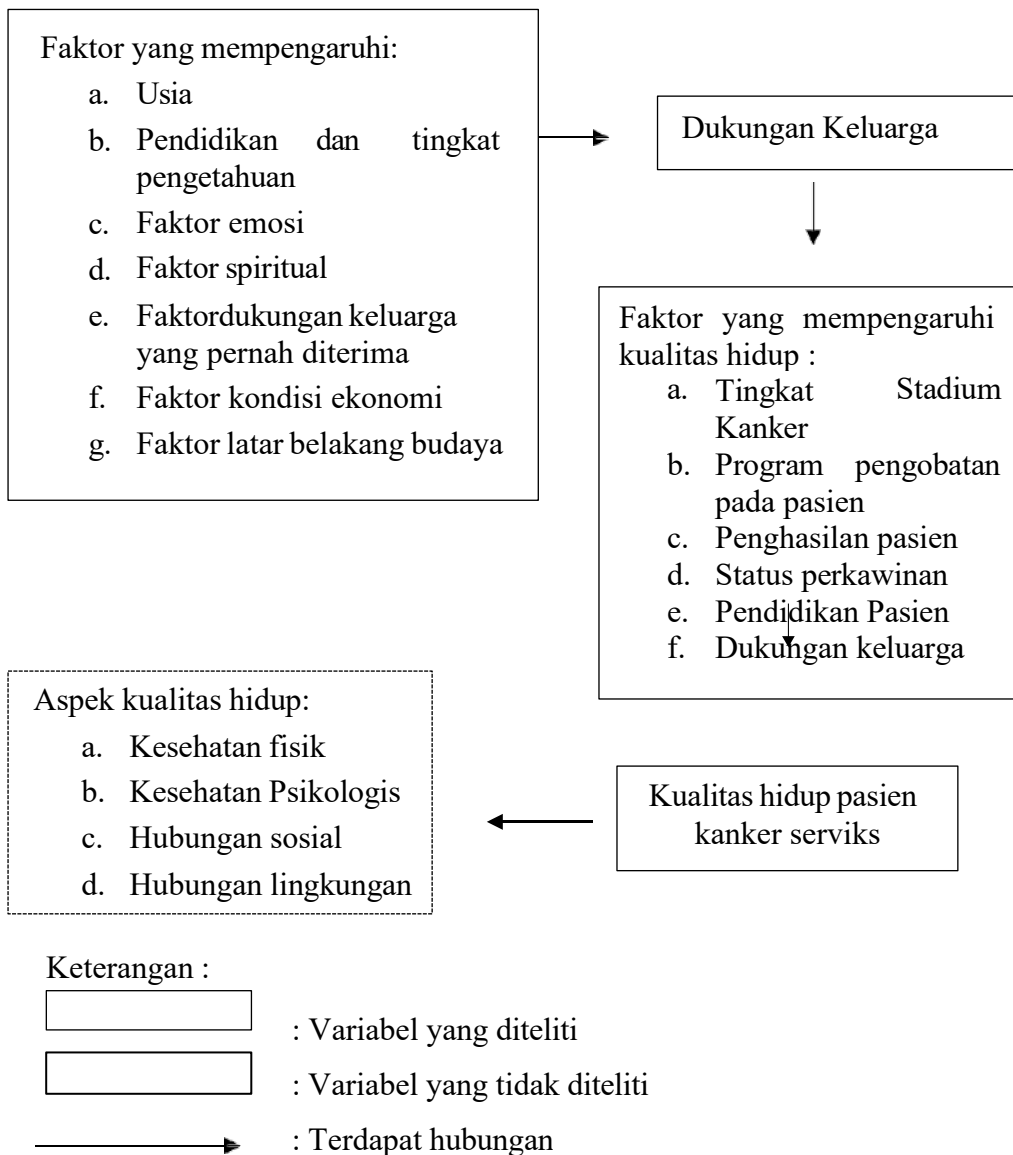 Faktor yang mempengaruhi:
a. Usia
b. Pendidikan dan tingkat
pengetahuan
c. Faktor emosi
d. Faktor spiritual
e. Faktordukungan keluarga
yang pernah diterima
f. Faktor kondisi ekonomi
g. Faktor latar belakang budaya
Dukungan Keluarga
Faktor yang mempengaruhi
kualitas hidup :
a. Tingkat Stadium
Kanker
b. Program pengobatan
pada pasien
c. Penghasilan pasien
d. Status perkawinan
e. Pendidikan Pasien
f. Dukungan keluarga
Kualitas hidup pasien
kanker serviks
Aspek kualitas hidup:
a. Kesehatan fisik
b. Kesehatan Psikologis
c. Hubungan sosial
d. Hubungan lingkungan
Keterangan :
: Variabel yang diteliti
: Variabel yang tidak diteliti
: Terdapat hubungan